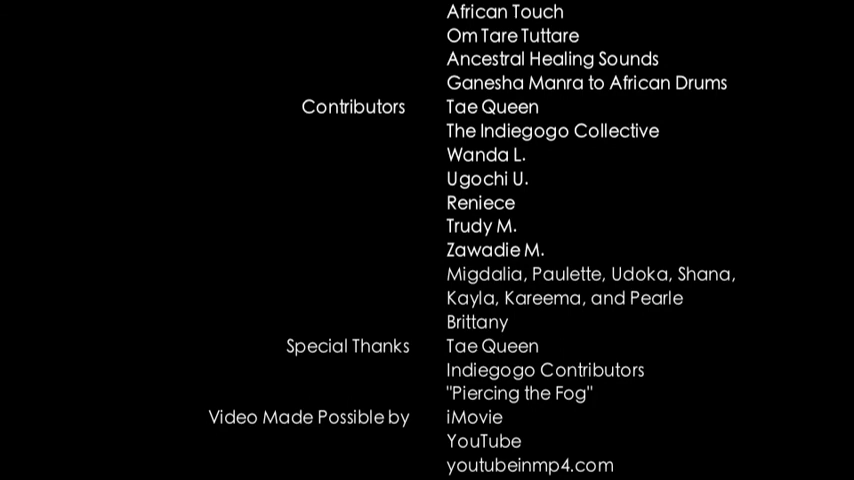 African Touch
Om Tare Tuttare
Ancestral Healing Sounds
Ganesha Manra to African Drums
Contributors Tae Queen
The Indiegogo Collective
Wanda L.
Ugochi U.
Reniece
Trudy M.
Zawadie M.
Migdalia, Paulette, Udoka, Shana,
Kayla, Kareema, and Pearle
Brittany
Special Thanks Tae Queen
Indiegogo Contributors
"Piercing the Fog"
Video Made Possible by iMovie
YouTube
youtubeinmp4.com